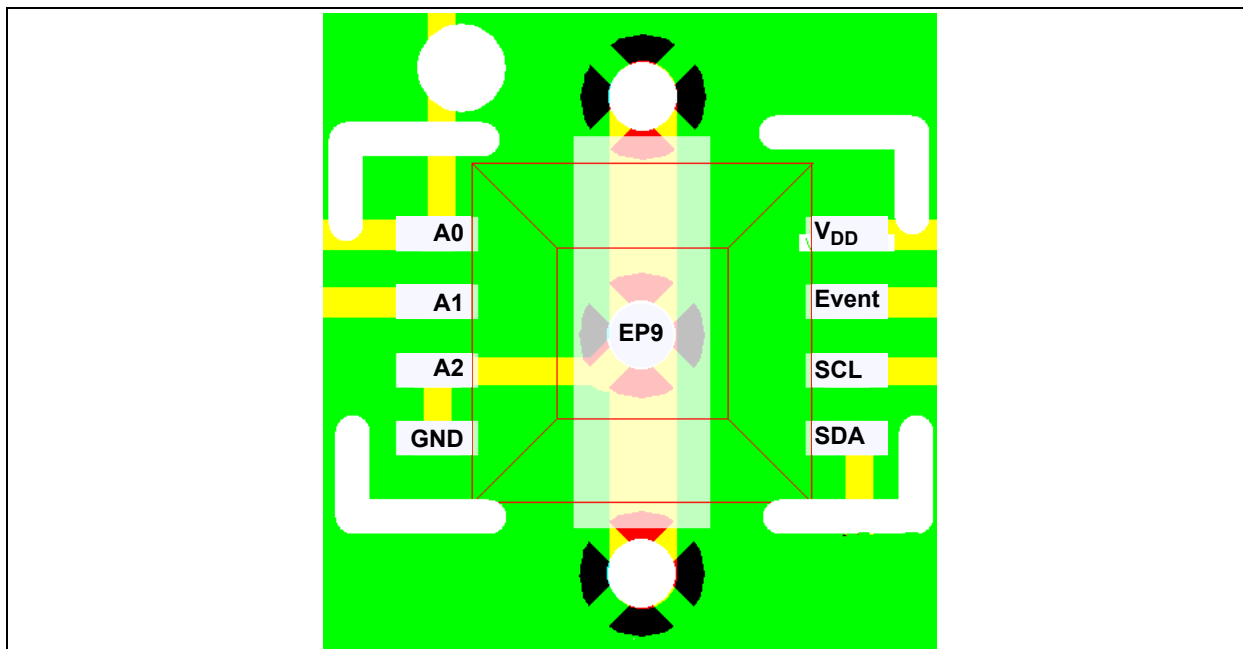 A0
A1
A2
GND
EP9
VDD
Event
SCL
SDA